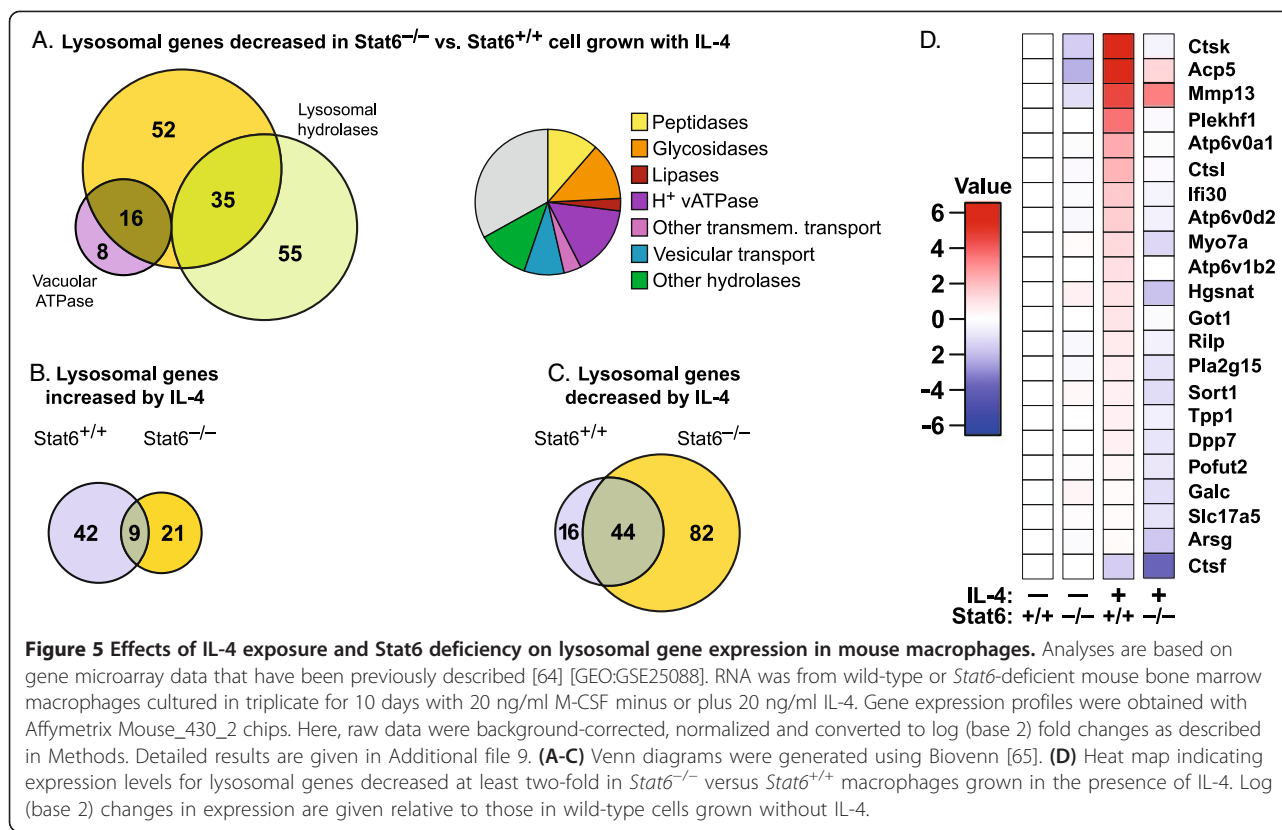 A. Lysosomal genes decreased in Stat6−/− vs. Stat6+/+ cell grown with IL-4
52
Lysosomal
hydrolases
35
16
8
55
Vacuolar
ATPase
Peptidases
Glycosidases
Lipases
H+ vATPase
Other transmem. transport
Vesicular transport
Other hydrolases
B. Lysosomal genes
increased by IL-4
Stat6+/+ Stat6−/−
42 9 21
C. Lysosomal genes
decreased by IL-4
Stat6+/+ Stat6−/−
16 44 82
D.
Value
6
4
2
0
2
-4
-6
Ctsk
Acp5
Mmp13
Plekhf1
Atp6v0a1
Ctsl
Ifi30
Atp6v0d2
Myo7a
Atp6v1b2
Hgsnat
Got1
Rilp
Pla2g15
Sort1
Tpp1
Dpp7
Pofut2
Galc
Slc17a5
Arsg
Ctsf
IL-4: − − + +
Stat6: +/+ −/− +/+ −/−
Figure 5 Effects of IL-4 exposure and Stat6 deficiency on lysosomal gene expression in mouse macrophages. Analyses are based on
gene microarray data that have been previously described [64] [GEO:GSE25088]. RNA was from wild-type or Stat6-deficient mouse bone marrow
macrophages cultured in triplicate for 10 days with 20 ng/ml M-CSF minus or plus 20 ng/ml IL-4. Gene expression profiles were obtained with
Affymetrix Mouse_430_2 chips. Here, raw data were background-corrected, normalized and converted to log (base 2) fold changes as described
in Methods. Detailed results are given in Additional file 9. (A-C) Venn diagrams were generated using Biovenn [65]. (D) Heat map indicating
expression levels for lysosomal genes decreased at least two-fold in Stat6−/− versus Stat6+/+ macrophages grown in the presence of IL-4. Log
(base 2) changes in expression are given relative to those in wild-type cells grown without IL-4.